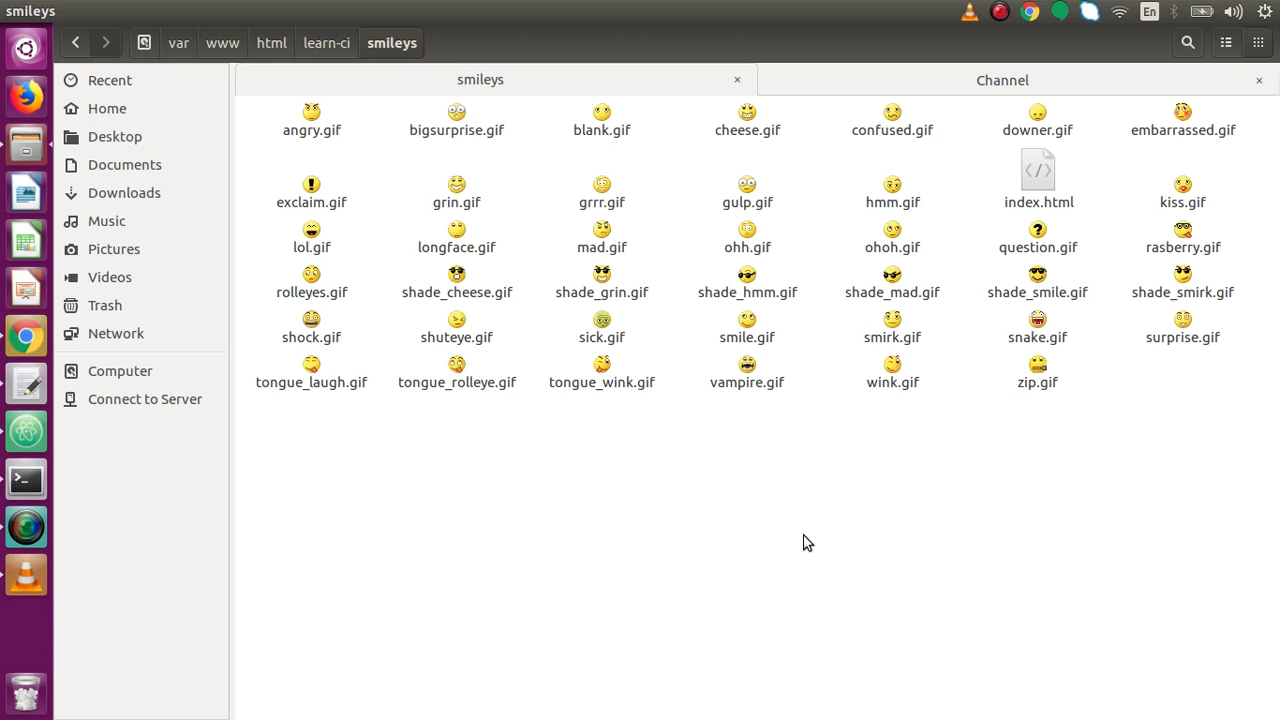 smileys
En
var www html learn-ci smileys
Recent
Home
Desktop
Documents
Downloads
Music
Pictures
Videos
Trash
Network
Computer
Connect to Server
smileys × Channel ×
angry.gif bigsurprise.gif blank.gif cheese.gif confused.gif downer.gif embarrassed.gif
exclaim.gif grin.gif grrr.gif gulp.gif hmm.gif index.html kiss.gif
lol.gif longface.gif mad.gif ohh.gif ohoh.gif question.gif rasberry.gif
rolleyes.gif shade_cheese.gif shade_grin.gif shade_hmm.gif shade_mad.gif shade_smile.gif shade_smirk.gif
shock.gif shuteye.gif sick.gif smile.gif smirk.gif snake.gif surprise.gif
tongue_laugh.gif tongue_rolleye.gif tongue_wink.gif vampire.gif wink.gif zip.gif